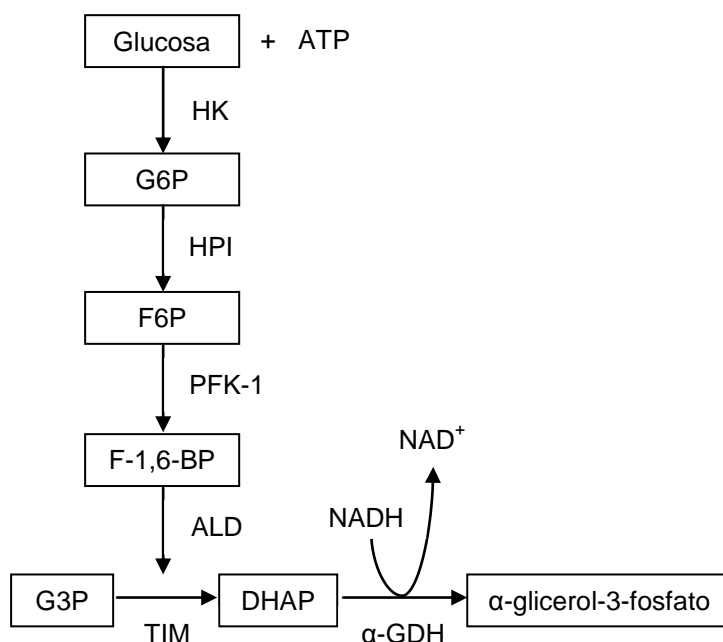 Glucosa + ATP
HK
G6P
HPI
F6P
PFK-1
F-1,6-BP
NAD⁺
ALD
NADH
G3P DHAP α-glicerol-3-fosfato
TIM α-GDH